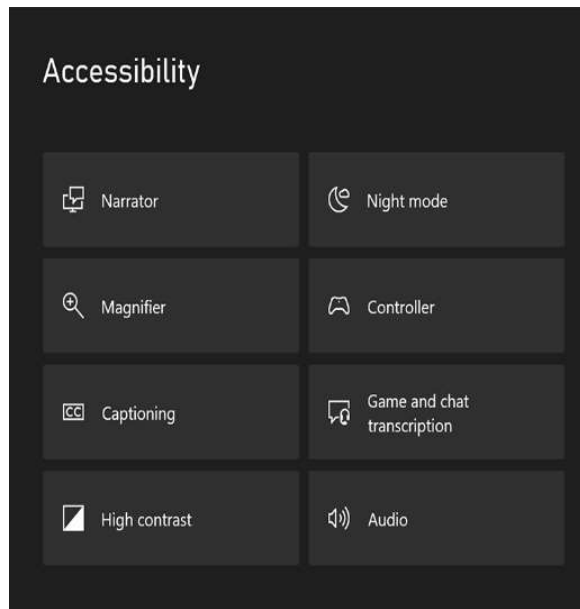 Accessibility
Narrator
Night mode
Magnifier
Controller
CC Captioning
Game and chat
transcription
High contrast
Audio